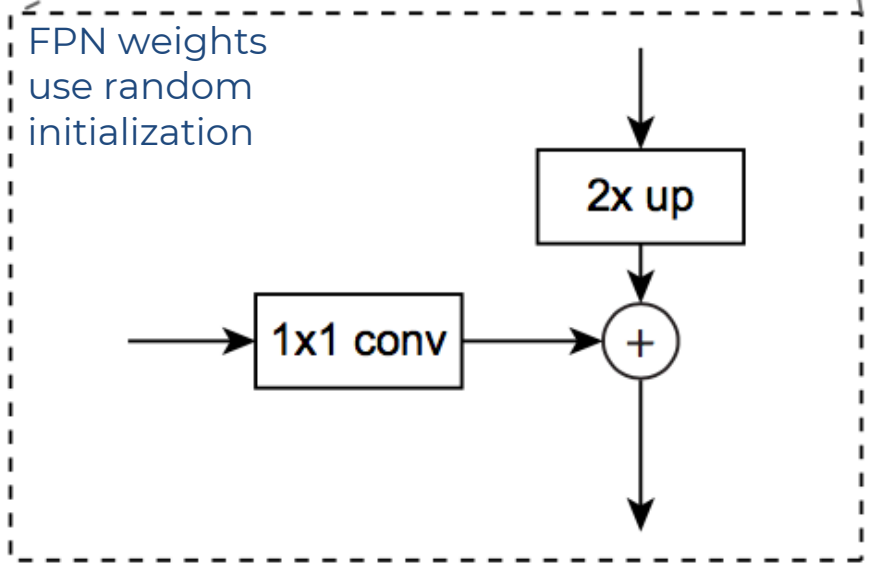 FPN weights
use random
initialization
2x up
1x1 conv
+